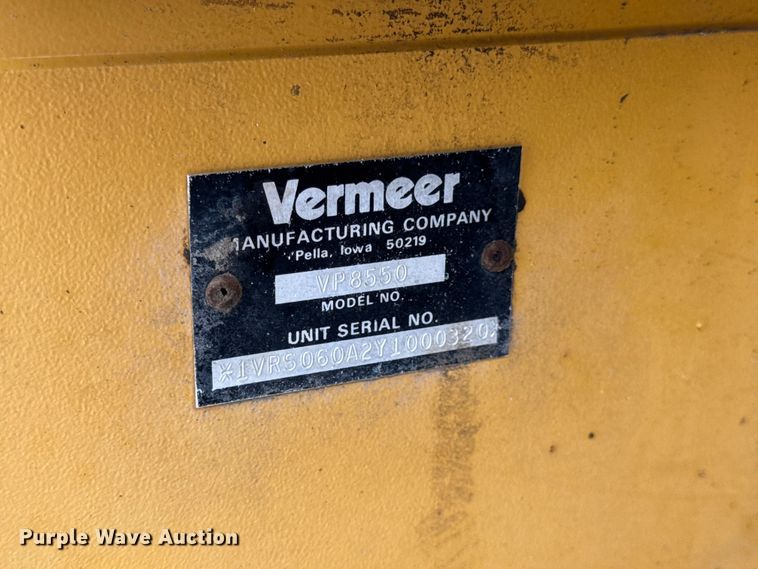 Vermeer
MANUFACTURING COMPANY
Pella, Iowa 50219
VP8550
MODEL NO.
UNIT SERIAL NO.
*1VRS060A2Y1000320*
Purple Wave Auction